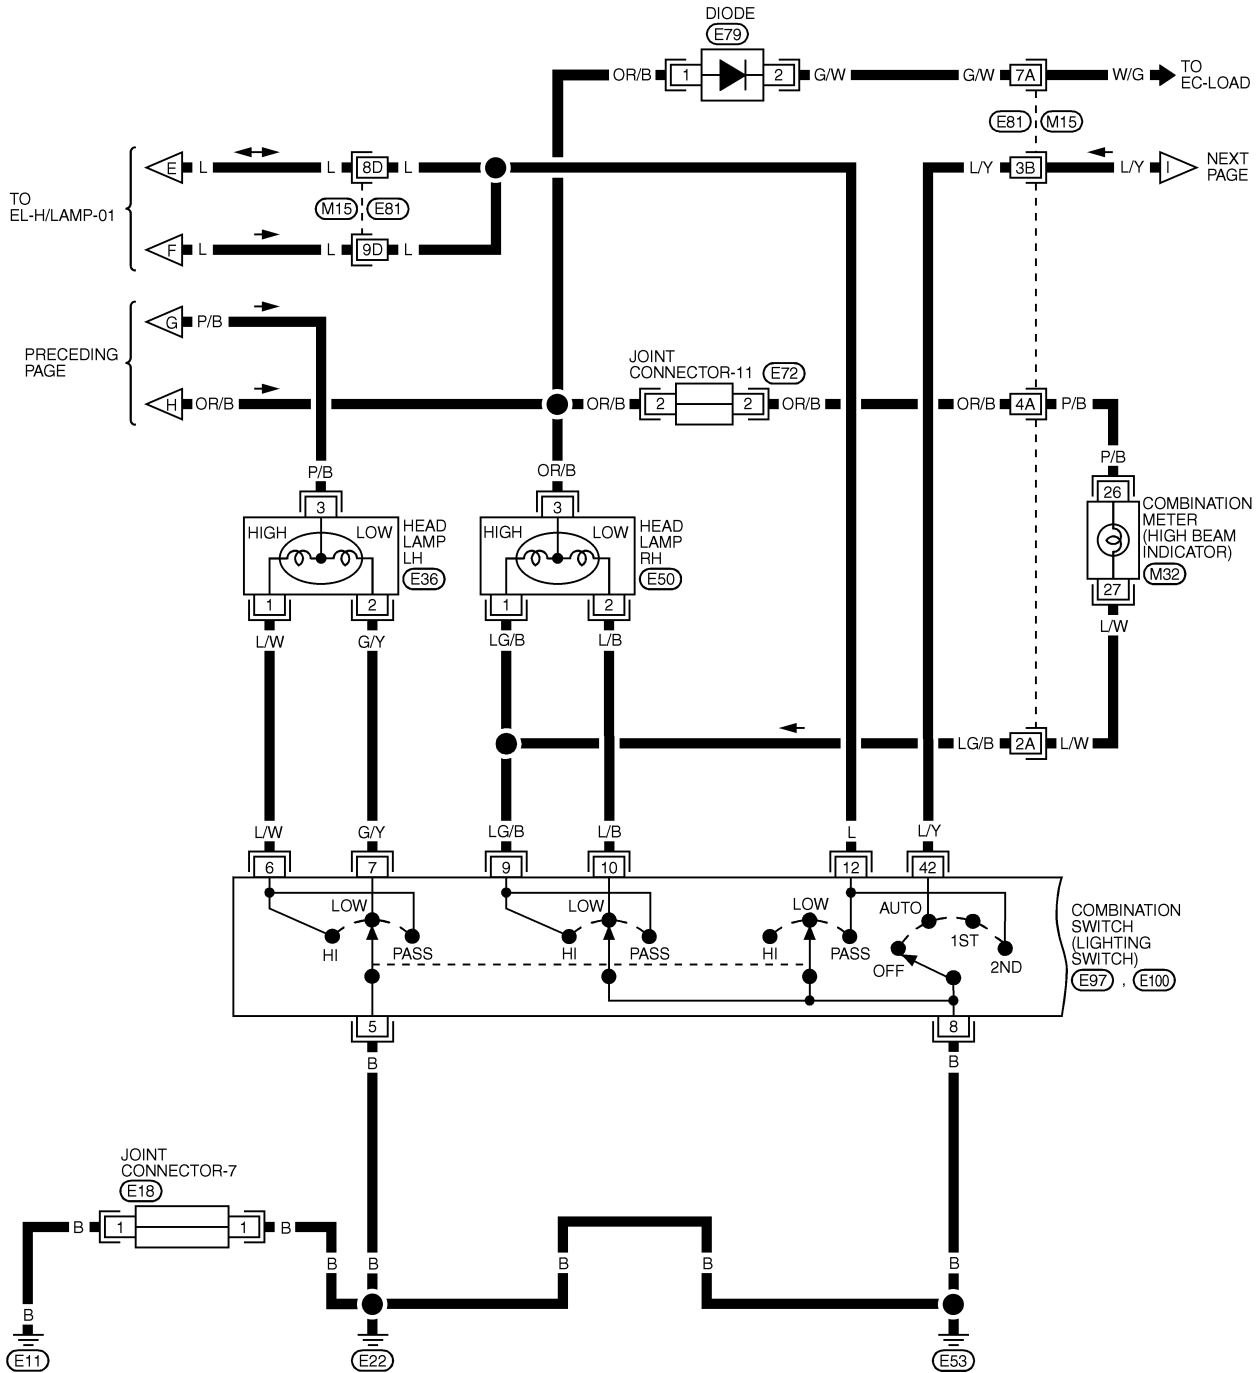 DIODE
E79
OR/B
1
2
G/W
G/W
7A
W/G
TO
EC-LOAD
E81
M15
E
L
L
8D
L
L/Y
3B
L/Y
I
NEXT
PAGE
TO
EL-H/LAMP-01
M15
E81
F
L
L
9D
L
G
P/B
PRECEDING
PAGE
JOINT
CONNECTOR-11
E72
H
OR/B
OR/B
2
2
OR/B
OR/B
4A
P/B
P/B
OR/B
P/B
3
3
26
HIGH
LOW
HEAD
LAMP
LH
E36
HIGH
LOW
HEAD
LAMP
RH
E50
COMBINATION
METER
(HIGH BEAM
INDICATOR)
M32
27
1
2
1
2
L/W
G/Y
LG/B
L/B
L/W
LG/B
2A
L/W
L/W
G/Y
LG/B
L/B
L
L/Y
6
7
9
10
12
42
LOW
HI
PASS
LOW
HI
PASS
LOW
HI
PASS
AUTO
1ST
OFF
2ND
COMBINATION
SWITCH
(LIGHTING
SWITCH)
E97 , E100
5
8
B
B
JOINT
CONNECTOR-7
E18
B
1
1
B
B
B
B
B
B
B
E11
E22
E53